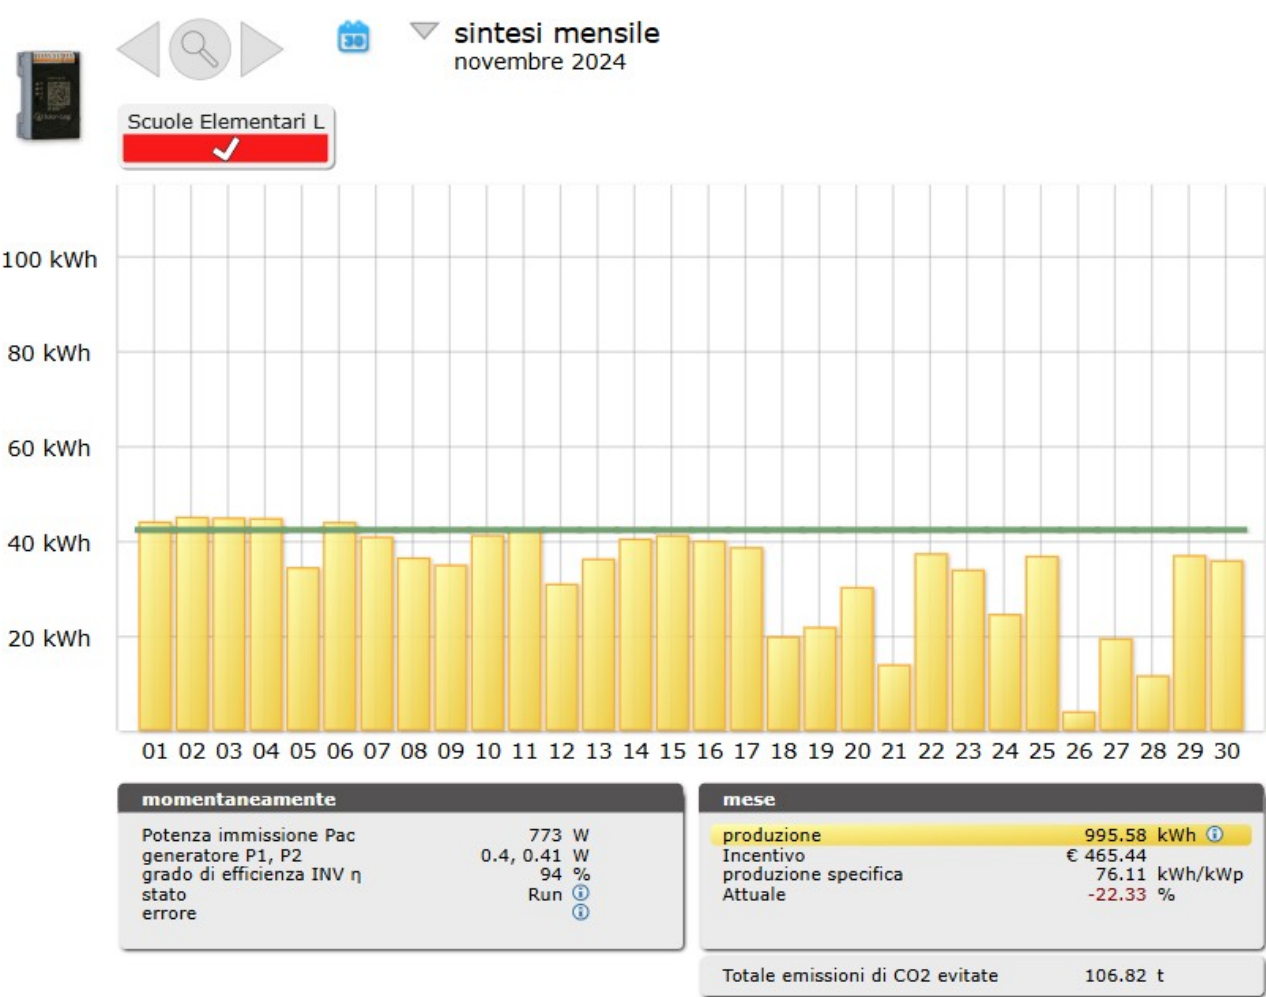 sintesi mensile
novembre 2024
30
Scuole Elementari L
100 kWh
80 kWh
60 kWh
40 kWh
20 kWh
01 02 03 04 05 06 07 08 09 10 11 12 13 14 15 16 17 18 19 20 21 22 23 24 25 26 27 28 29 30
momentaneamente
Potenza immissione Pac 773 W
generatore P1, P2 0.4, 0.41 W
grado di efficienza INV η 94 %
stato Run
errore
mese
produzione 995.58 kWh
Incentivo € 465.44
produzione specifica 76.11 kWh/kWp
Attuale -22.33 %
Totale emissioni di CO2 evitate 106.82 t